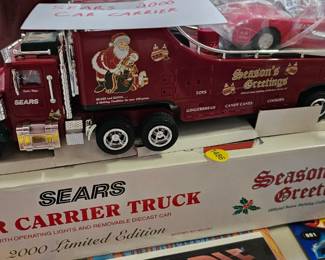 SEARS 2000
CAR CARRIER
Season's
Greetings
TOYS
GINGERBREAD
CANDY CANES
COOKIES
SEARS
SEARS
R CARRIER TRUCK
WITH OPERATING LIGHTS AND REMOVABLE DIECAST CAR
2000 Limited Edition
Season's
Greet